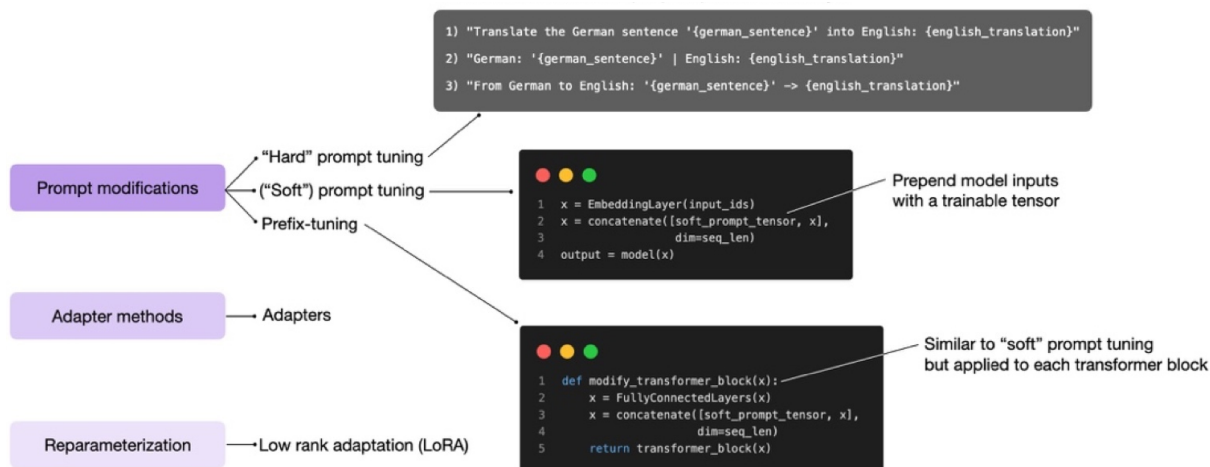 1) "Translate the German sentence '{german_sentence}' into English: {english_translation}"
2) "German: '{german_sentence}' | English: {english_translation}"
3) "From German to English: '{german_sentence}' -> {english_translation}"
Prompt modifications
"Hard" prompt tuning
("Soft") prompt tuning
Prefix-tuning
1 x = EmbeddingLayer(input_ids)
2 x = concatenate([soft_prompt_tensor, x],
3 dim=seq_len)
4 output = model(x)
Prepend model inputs
with a trainable tensor
Adapter methods
Adapters
1 def modify_transformer_block(x):
2 x = FullyConnectedLayers(x)
3 x = concatenate([soft_prompt_tensor, x],
4 dim=seq_len)
5 return transformer_block(x)
Similar to "soft" prompt tuning
but applied to each transformer block
Reparameterization
Low rank adaptation (LoRA)